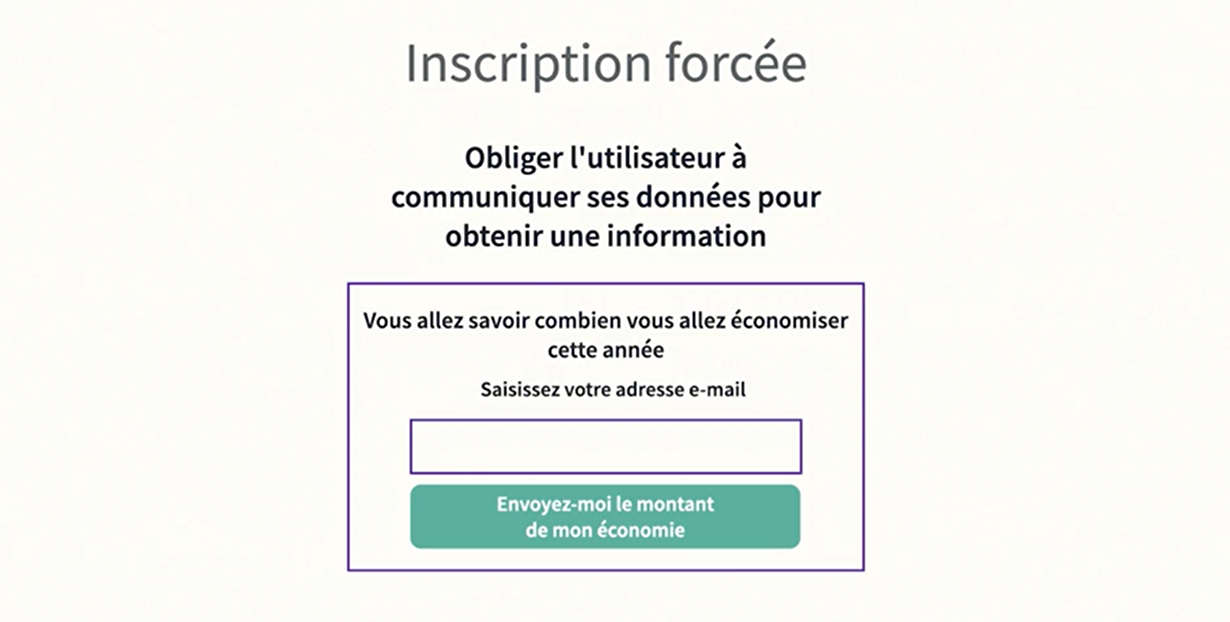 Inscription forcée
Obliger l'utilisateur à
communiquer ses données pour
obtenir une information
Vous allez savoir combien vous allez économiser
cette année
Saisissez votre adresse e-mail
Envoyez-moi le montant
de mon économie